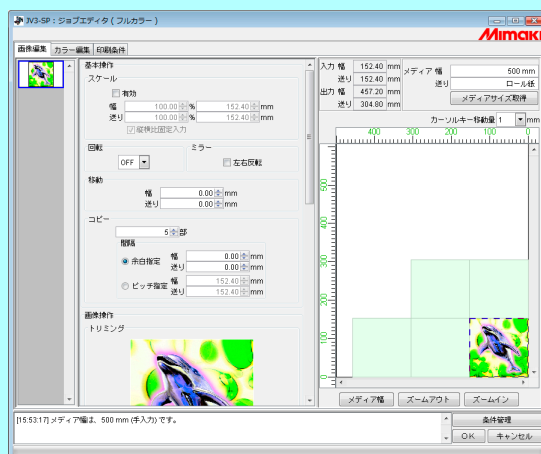 JV3-SP : ジョブエディタ ( フルカラー )
Mimaki
画像編集 カラー編集 印刷条件
基本操作
スケール
有効
幅 100.00 % 152.40 mm
送り 100.00 % 152.40 mm
縦横比固定入力
回転
OFF
ミラー
左右反転
移動
幅 0.00 mm
送り 0.00 mm
コピー
5 部
間隔
余白指定
幅 0.00 mm
送り 0.00 mm
ピッチ指定
幅 152.40 mm
送り 152.40 mm
画像操作
トリミング
入力 幅 152.40 mm
送り 152.40 mm
出力 幅 457.20 mm
送り 304.80 mm
メディア 幅 500 mm
送り ロール紙
メディアサイズ取得
カーソルキー移動量 1 mm
400 300 200 100 0
500
400
300
200
100
0
メディア幅 ズームアウト ズームイン
[15:53:17] メディア幅は、500 mm (手入力) です。
条件管理
OK キャンセル